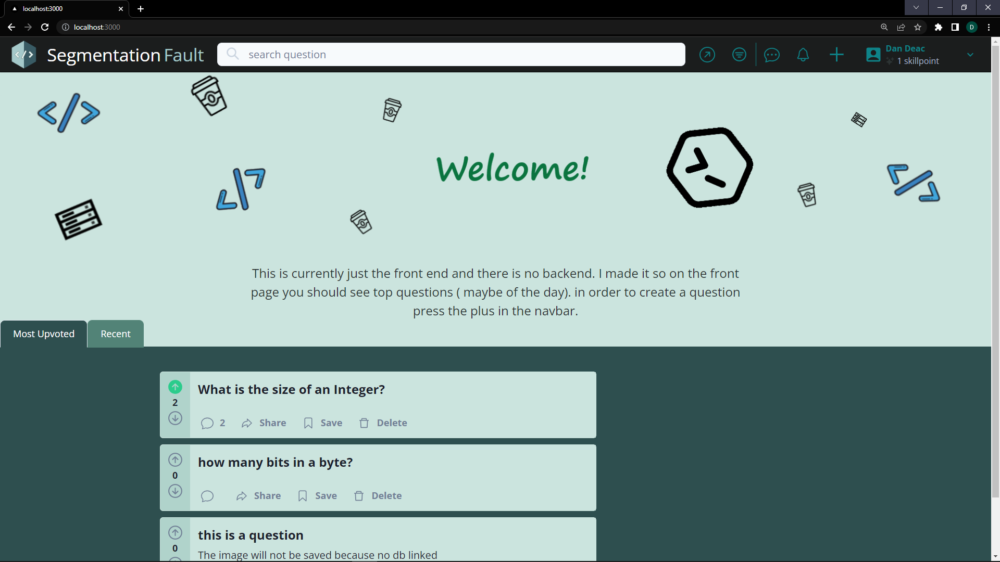 localhost:3000
localhost:3000
D
</> Segmentation Fault
search question
Dan Deac
1 skillpoint
Welcome!
This is currently just the front end and there is no backend. I made it so on the front
page you should see top questions ( maybe of the day). in order to create a question
press the plus in the navbar.
Most Upvoted
Recent
What is the size of an Integer?
2
2 Share Save Delete
how many bits in a byte?
0
Share Save Delete
this is a question
0
The image will not be saved because no db linked